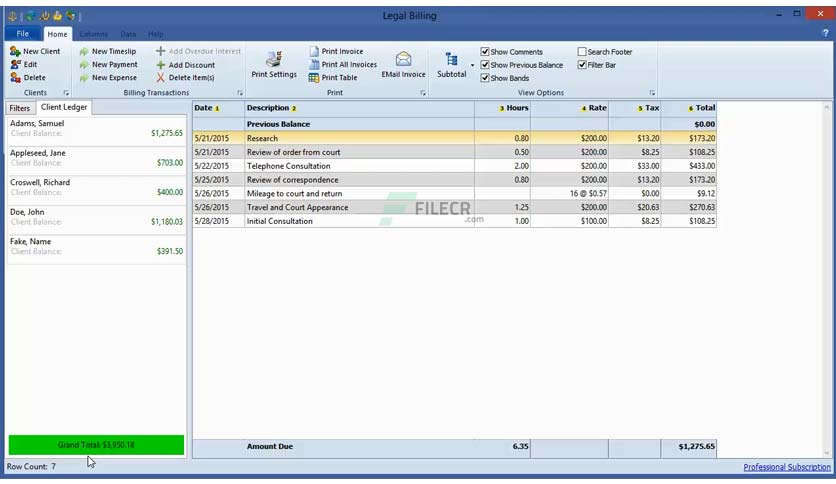 Legal Billing
File Home Columns Data Help
New Client New Timeslip Add Overdue Interest
Edit New Payment Add Discount
Delete New Expense Delete Item(s)
Print Settings
Print Invoice
Print All Invoices
Print Table
EMail Invoice
Subtotal
Show Comments Search Footer
Show Previous Balance Filter Bar
Show Bands
Clients Billing Transactions Print View Options
Filters Client Ledger
Adams, Samuel
Client Balance: $1,275.65
Appleseed, Jane
Client Balance: $703.00
Croswell, Richard
Client Balance: $400.00
Doe, John
Client Balance: $1,180.03
Fake, Name
Client Balance: $391.50
Grand Total: $3,950.18
Date 1 Description 2 3 Hours 4 Rate 5 Tax 6 Total
Previous Balance $0.00
5/21/2015 Research 0.80 $200.00 $13.20 $173.20
5/21/2015 Review of order from court 0.50 $200.00 $8.25 $108.25
5/22/2015 Telephone Consultation 2.00 $200.00 $33.00 $433.00
5/25/2015 Review of correspondence 0.80 $200.00 $13.20 $173.20
5/26/2015 Mileage to court and return 16 @ $0.57 $0.00 $9.12
5/26/2015 Travel and Court Appearance 1.25 $200.00 $20.63 $270.63
5/28/2015 Initial Consultation 1.00 $100.00 $8.25 $108.25
FILECR
.com
Amount Due 6.35 $1,275.65
Row Count: 7 Professional Subscription